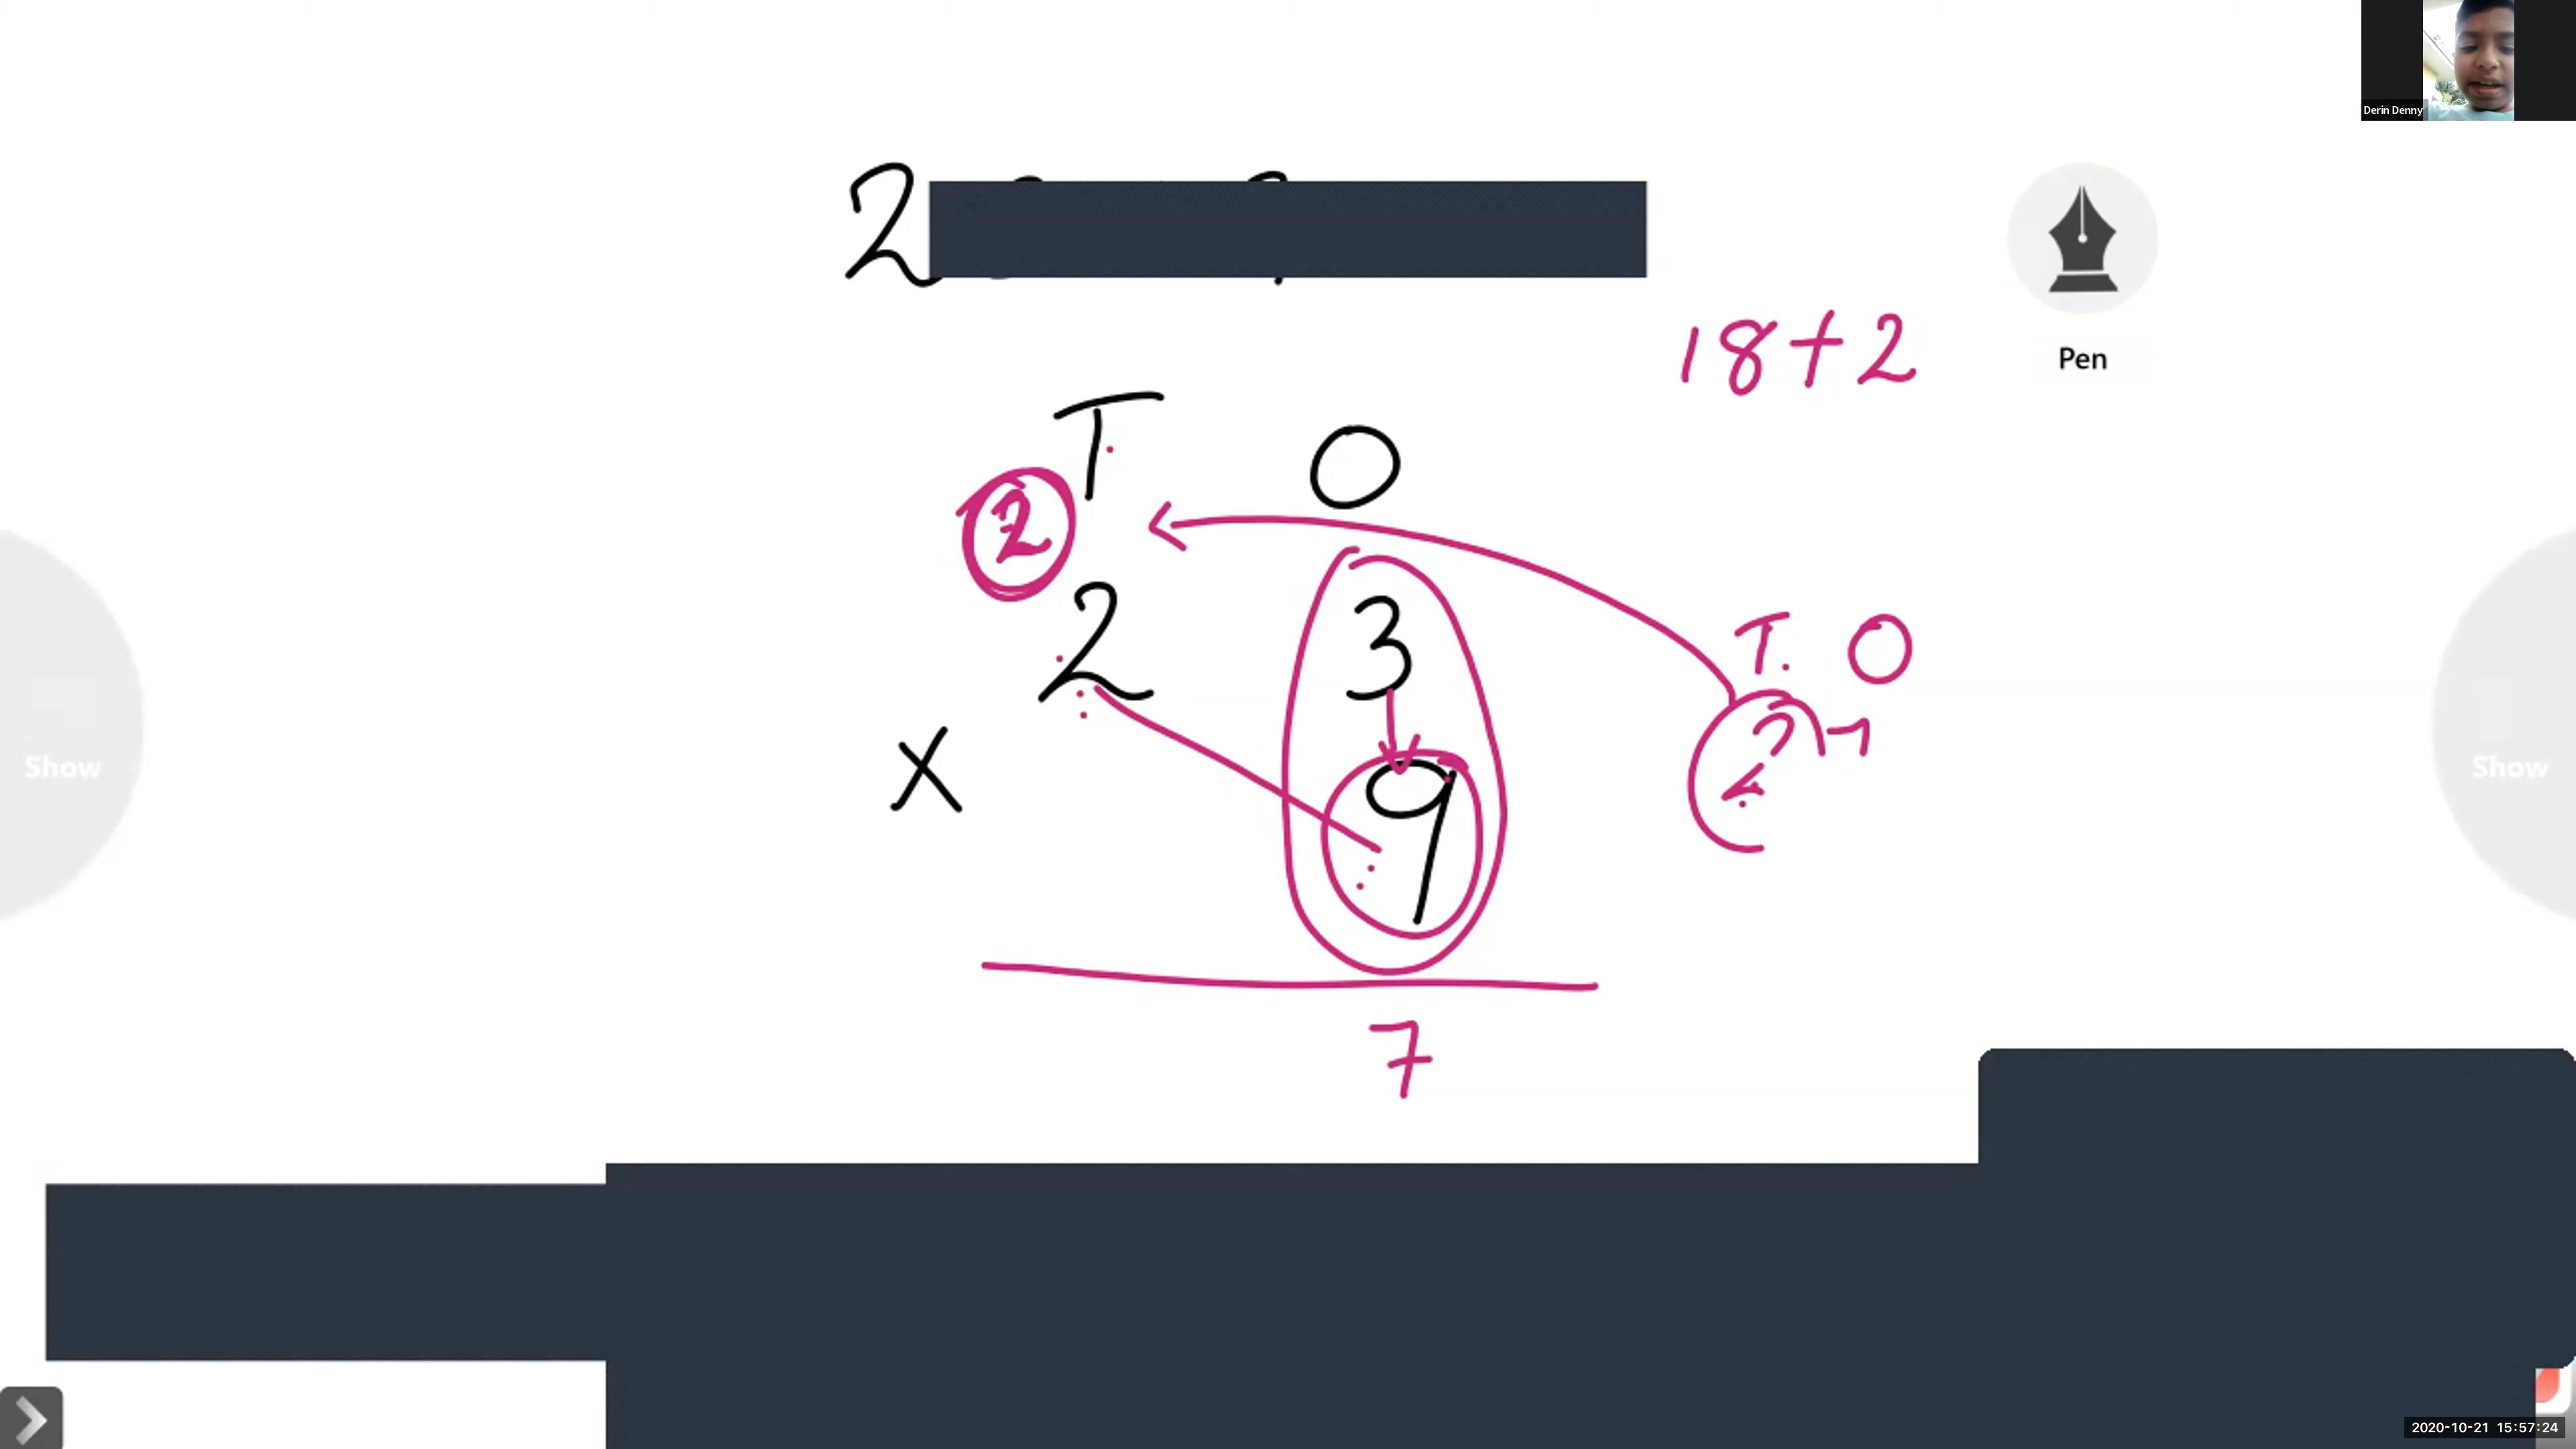 Derin Denny
2
18+2
Pen
T O
2
2 3
T. O
27
x 9
Show
Show
7
2020-10-21 15:57:24